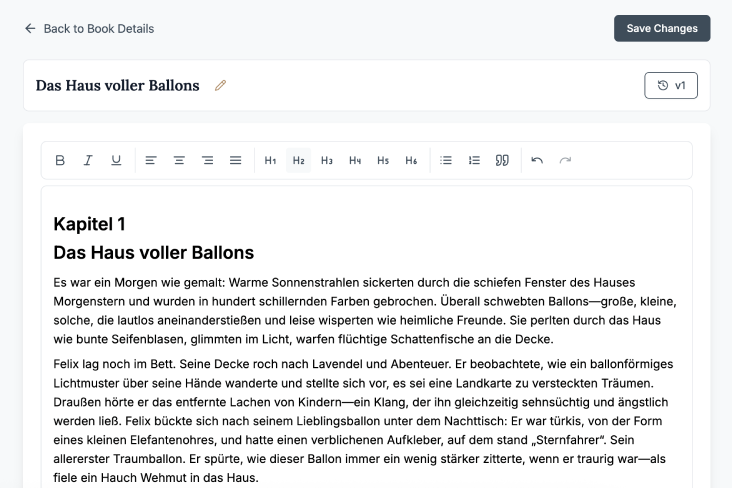 Back to Book Details
Save Changes
Das Haus voller Ballons
v1
B I U H1 H2 H3 H4 H5 H6
Kapitel 1
Das Haus voller Ballons
Es war ein Morgen wie gemalt: Warme Sonnenstrahlen sickerten durch die schiefen Fenster des Hauses
Morgenstern und wurden in hundert schillernden Farben gebrochen. Überall schwebten Ballons—große, kleine,
solche, die lautlos aneinanderstießen und leise wisperten wie heimliche Freunde. Sie perlten durch das Haus
wie bunte Seifenblasen, glimmten im Licht, warfen flüchtige Schattenfische an die Decke.
Felix lag noch im Bett. Seine Decke roch nach Lavendel und Abenteuer. Er beobachtete, wie ein ballonförmiges
Lichtmuster über seine Hände wanderte und stellte sich vor, es sei eine Landkarte zu versteckten Träumen.
Draußen hörte er das entfernte Lachen von Kindern—ein Klang, der ihn gleichzeitig sehnsüchtig und ängstlich
werden ließ. Felix bückte sich nach seinem Lieblingsballon unter dem Nachttisch: Er war türkis, von der Form
eines kleinen Elefantenohres, und hatte einen verblichenen Aufkleber, auf dem stand „Sternfahrer“. Sein
allererster Traumballon. Er spürte, wie dieser Ballon immer ein wenig stärker zitterte, wenn er traurig war—als
fiele ein Hauch Wehmut in das Haus.